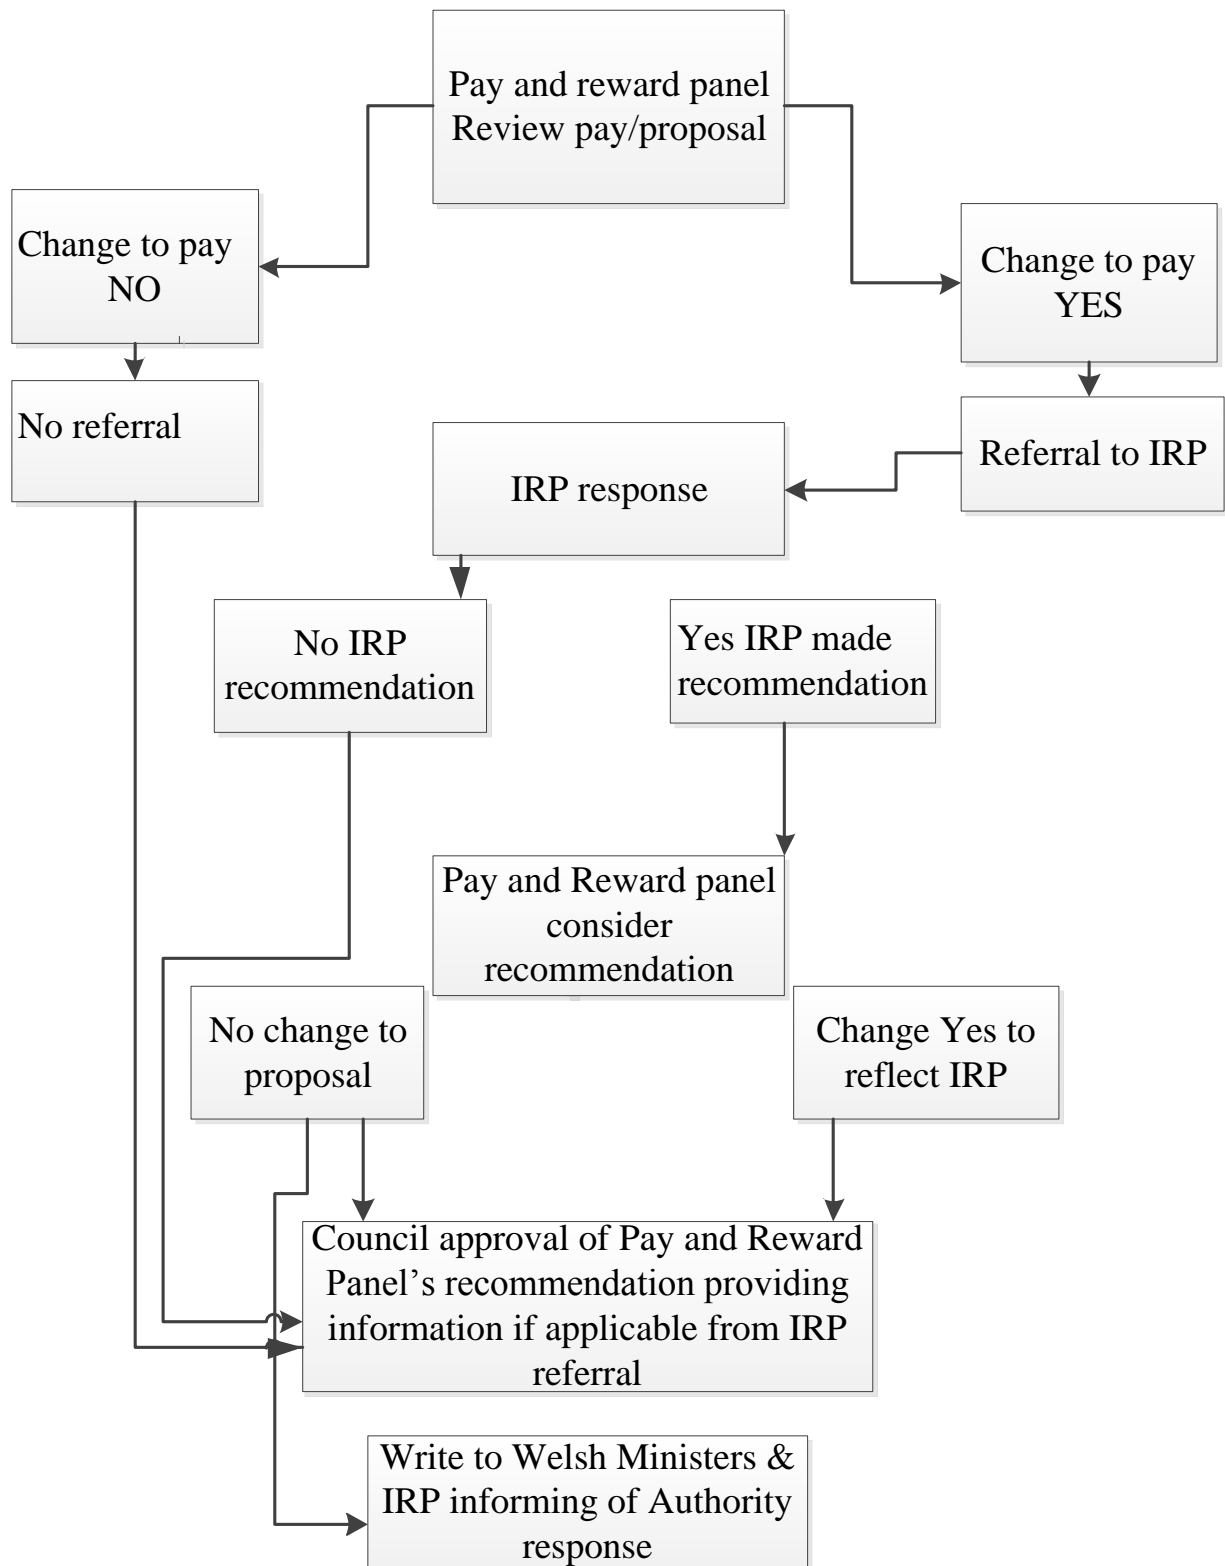 Pay and reward panel
Review pay/proposal
Change to pay
NO
Change to pay
YES
No referral
Referral to IRP
IRP response
No IRP
recommendation
Yes IRP made
recommendation
Pay and Reward panel
consider
recommendation
No change to
proposal
Change Yes to
reflect IRP
Council approval of Pay and Reward
Panel’s recommendation providing
information if applicable from IRP
referral
Write to Welsh Ministers &
IRP informing of Authority
response